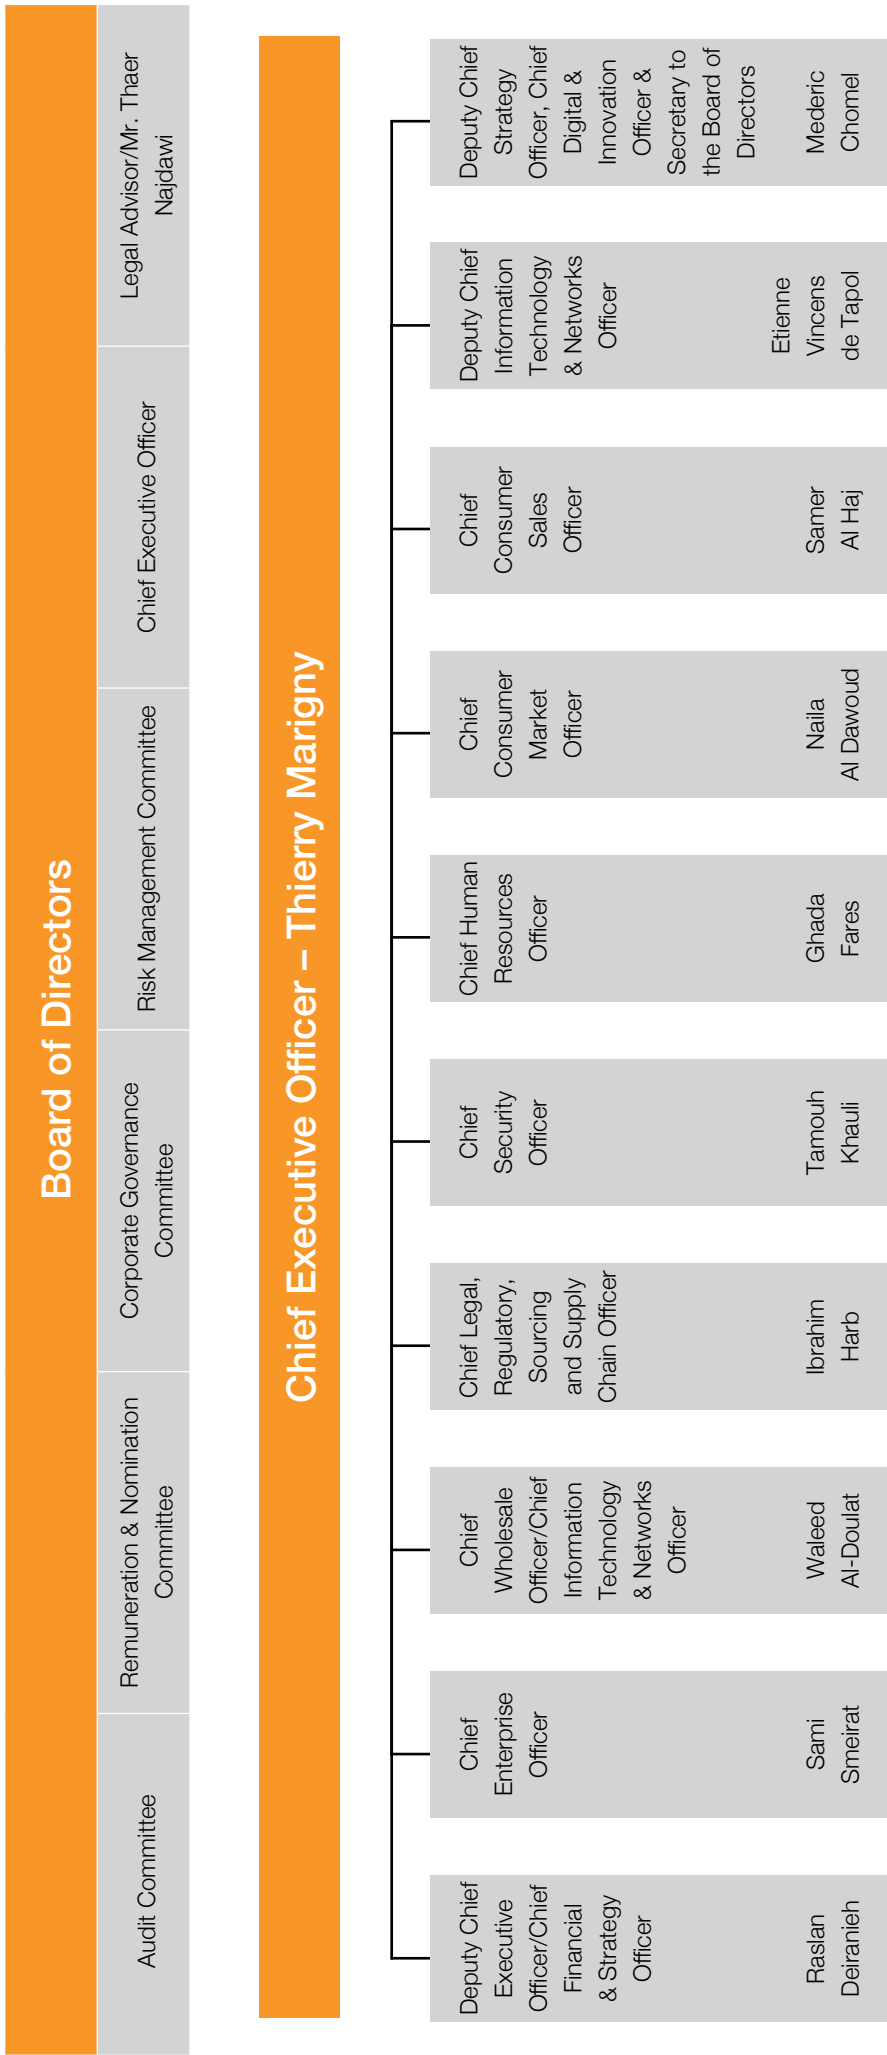 Board of Directors
Audit Committee
Remuneration & Nomination
Committee
Corporate Governance
Committee
Risk Management Committee
Chief Executive Officer
Legal Advisor/Mr. Thaer
Najdawi
Chief Executive Officer – Thierry Marigny
Deputy Chief
Executive
Officer/Chief
Financial
& Strategy
Officer
Raslan
Deiranieh
Chief
Enterprise
Officer
Sami
Smeirat
Chief
Wholesale
Officer/Chief
Information
Technology
& Networks
Officer
Waleed
Al-Doulat
Chief Legal,
Regulatory,
Sourcing
and Supply
Chain Officer
Ibrahim
Harb
Chief
Security
Officer
Tamouh
Khauli
Chief Human
Resources
Officer
Ghada
Fares
Chief
Consumer
Market
Officer
Naila
Al Dawoud
Chief
Consumer
Sales
Officer
Samer
Al Haj
Deputy Chief
Information
Technology
& Networks
Officer
Etienne
Vincens
de Tapol
Deputy Chief
Strategy
Officer, Chief
Digital &
Innovation
Officer &
Secretary to
the Board of
Directors
Mederic
Chomel